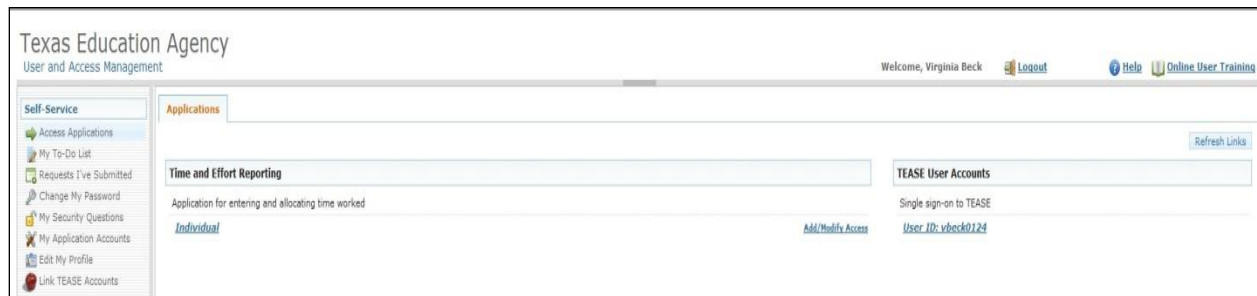 Texas Education Agency
User and Access Management
Welcome, Virginia Beck
Logout
Help
Online User Training
Self-Service
Access Applications
My To-Do List
Requests I've Submitted
Change My Password
My Security Questions
My Application Accounts
Edit My Profile
Link TEASE Accounts
Applications
Refresh Links
Time and Effort Reporting
Application for entering and allocating time worked
Individual
Add/Modify Access
TEASE User Accounts
Single sign-on to TEASE
User ID: vbeck0124